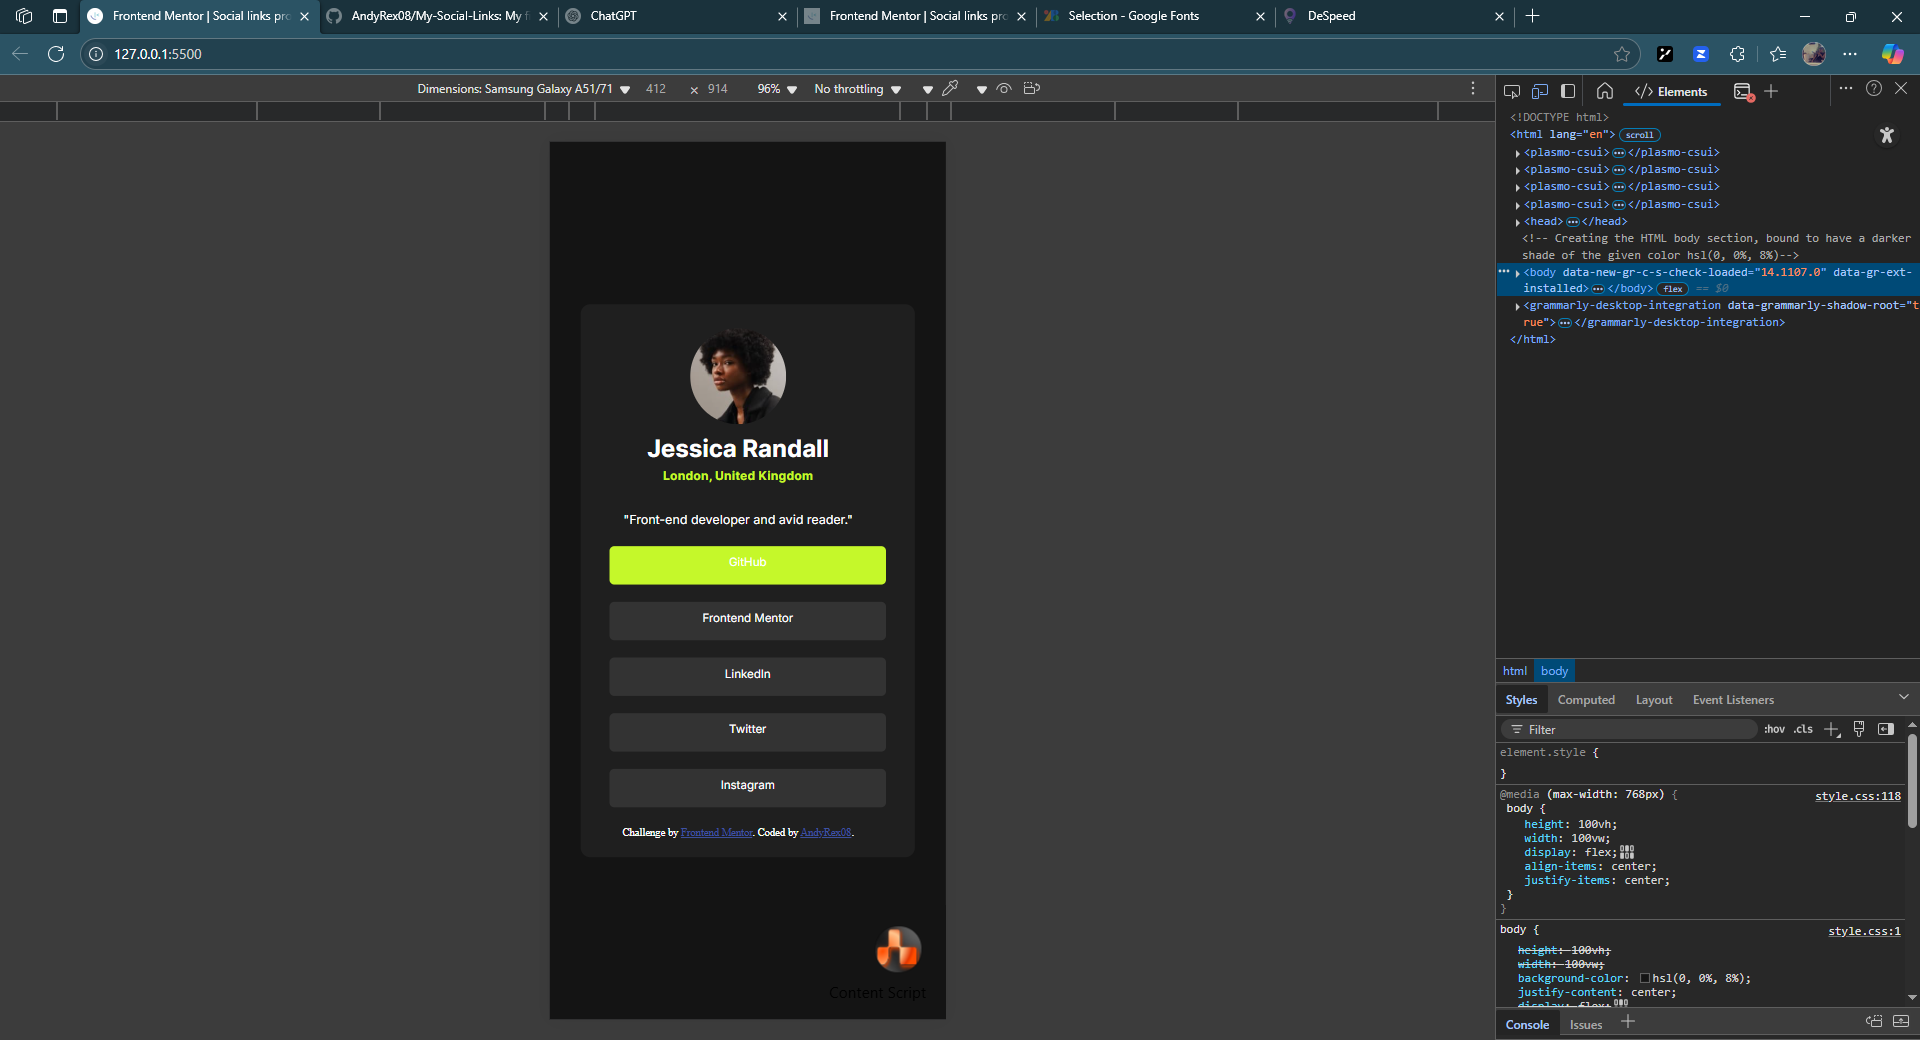 Frontend Mentor | Social links pro
AndyRex08/My-Social-Links: My f
ChatGPT
Frontend Mentor | Social links pro
Selection - Google Fonts
DeSpeed
127.0.0.1:5500
Dimensions: Samsung Galaxy A51/71 412 × 914 96% No throttling
Jessica Randall
London, United Kingdom
"Front-end developer and avid reader."
GitHub
Frontend Mentor
LinkedIn
Twitter
Instagram
Challenge by Frontend Mentor. Coded by AndyRex08.
Content Script
Elements
<!DOCTYPE html>
<html lang="en"> scroll
<plasmo-csui> </plasmo-csui>
<plasmo-csui> </plasmo-csui>
<plasmo-csui> </plasmo-csui>
<plasmo-csui> </plasmo-csui>
<head> </head>
<!-- Creating the HTML body section, bound to have a darker
shade of the given color hsl(0, 0%, 8%)-->
<body data-new-gr-c-s-check-loaded="14.1107.0" data-gr-ext-
installed> </body> flex == $0
<grammarly-desktop-integration data-grammarly-shadow-root="t
rue"> </grammarly-desktop-integration>
</html>
html body
Styles Computed Layout Event Listeners
Filter :hov .cls
element.style {
}
@media (max-width: 768px) { style.css:118
body {
height: 100vh;
width: 100vw;
display: flex;
align-items: center;
justify-items: center;
}
}
body { style.css:1
height: 100vh;
width: 100vw;
background-color: hsl(0, 0%, 8%);
justify-content: center;
display: flex;
Console Issues